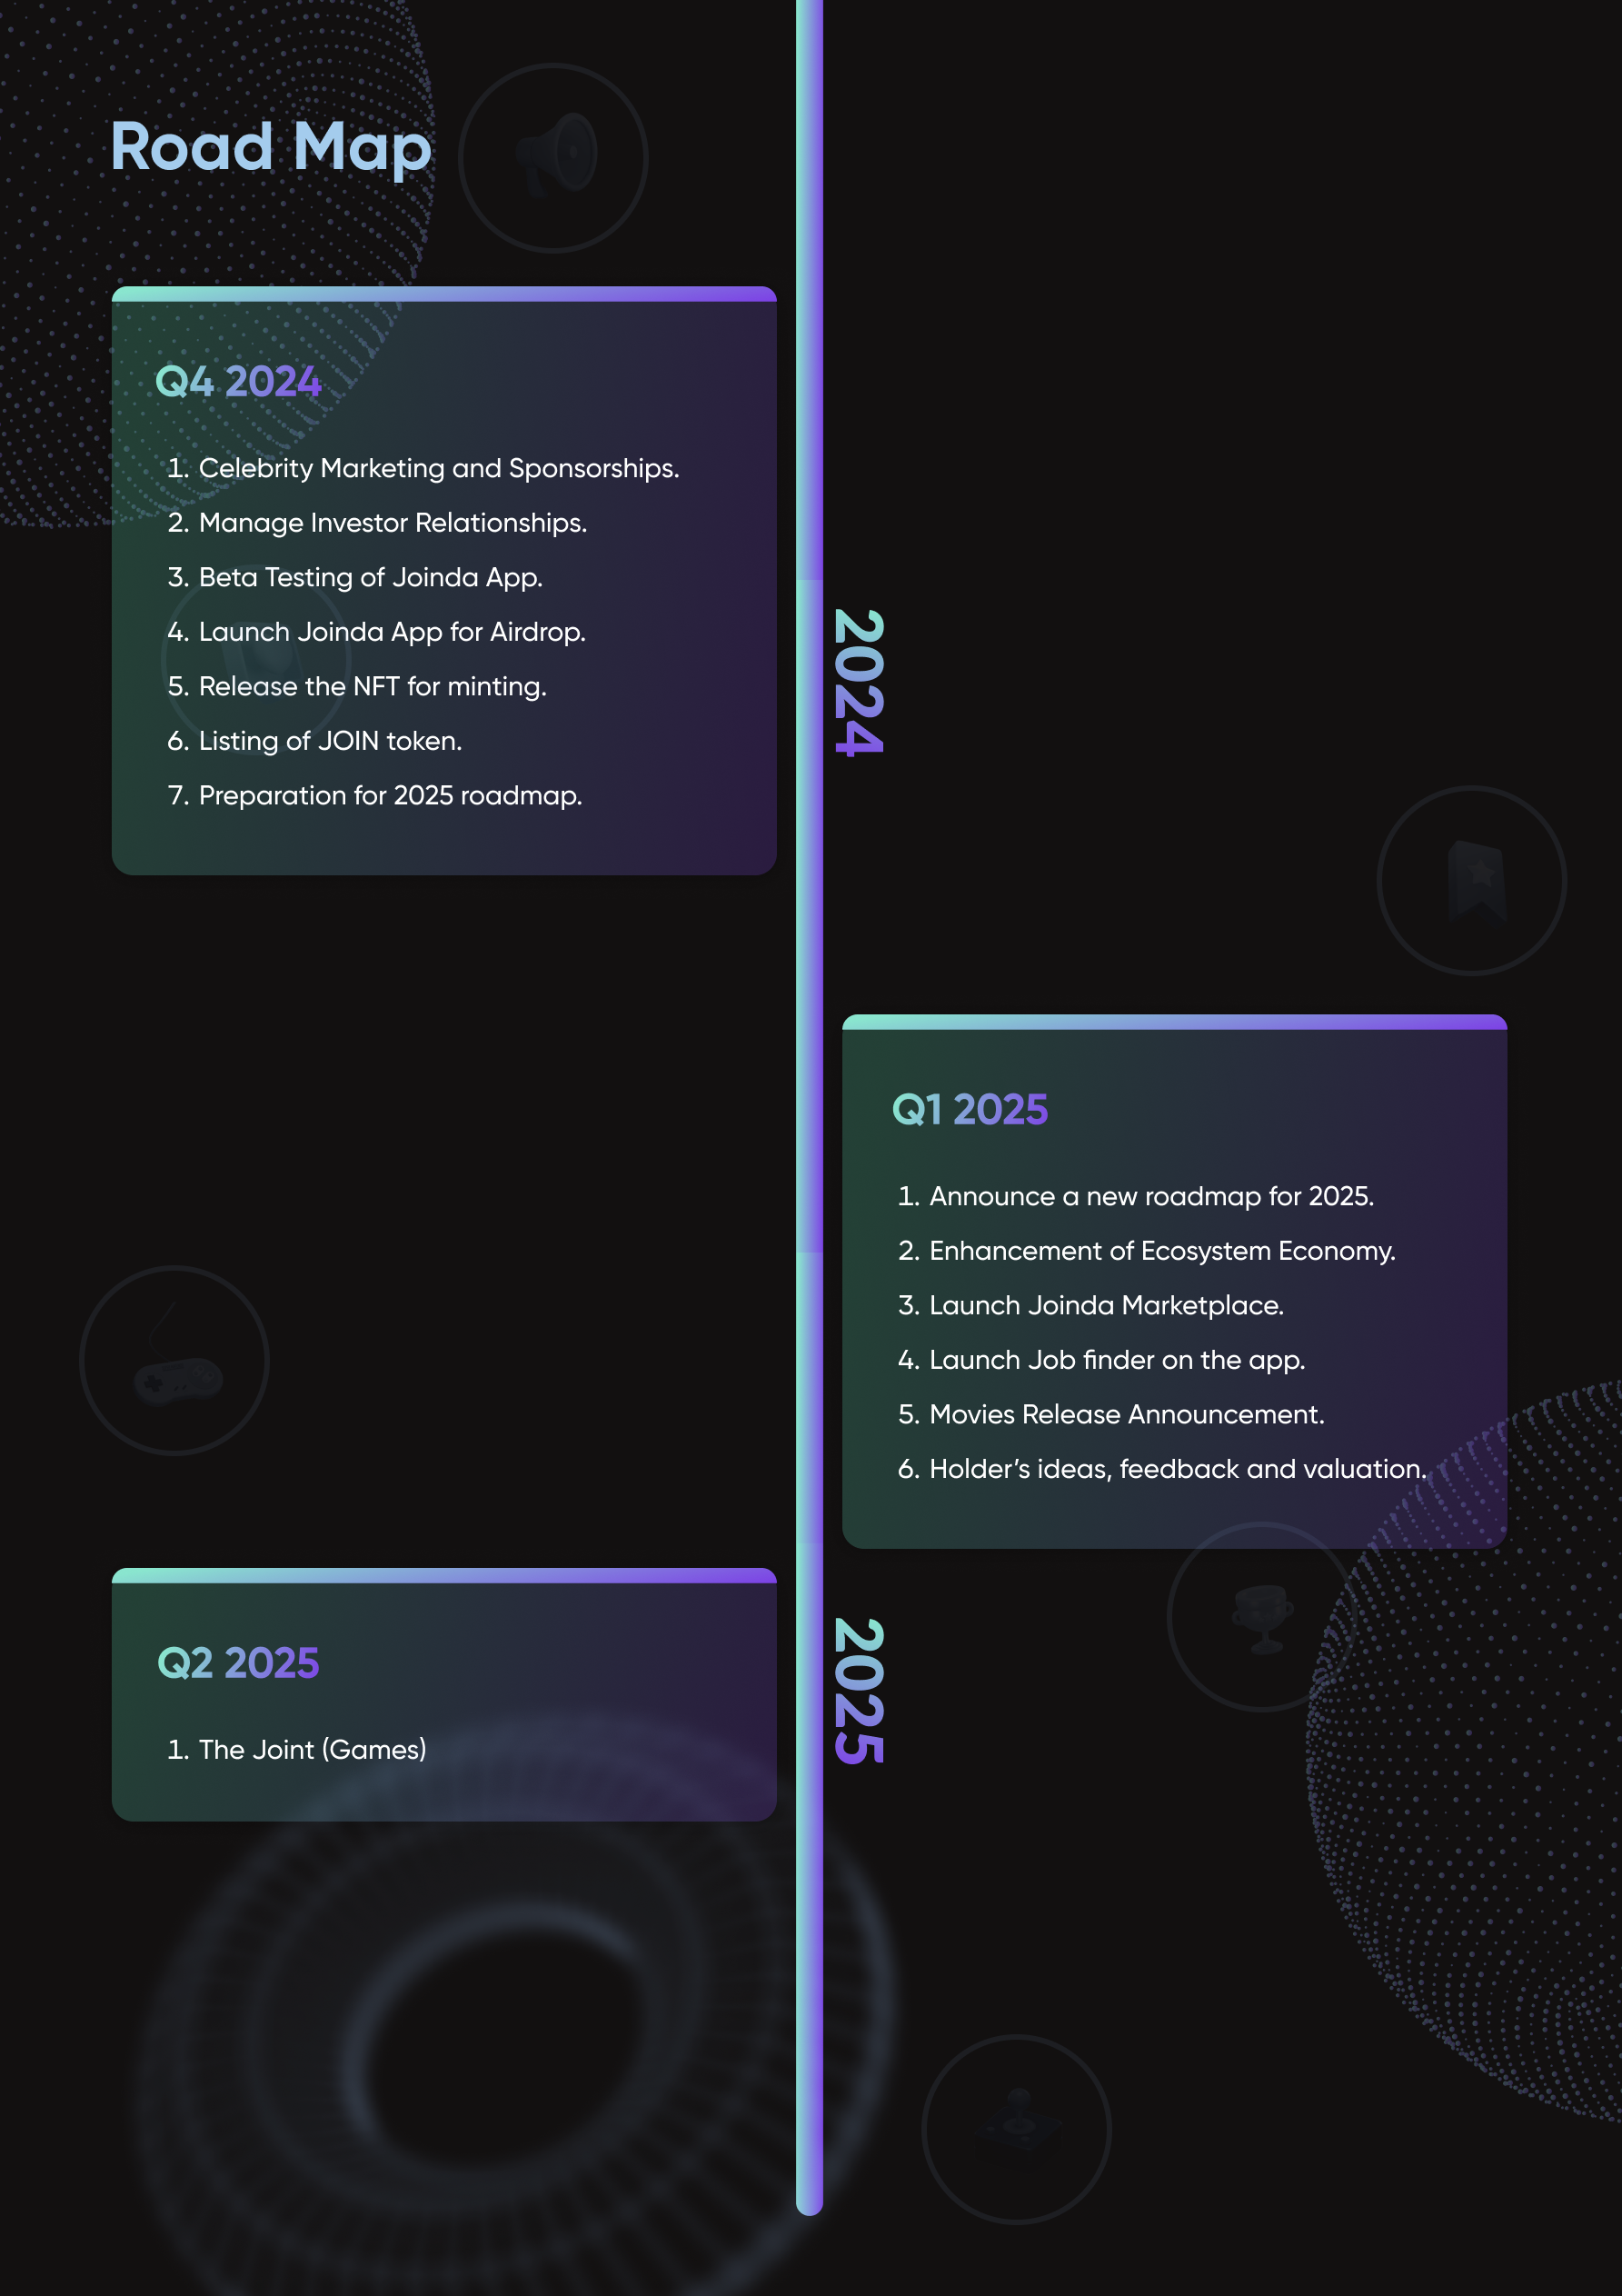 Road Map
Q4 2024
1. Celebrity Marketing and Sponsorships.
2. Manage Investor Relationships.
3. Beta Testing of Joinda App.
4. Launch Joinda App for Airdrop.
5. Release the NFT for minting.
6. Listing of JOIN token.
7. Preparation for 2025 roadmap.
2024
Q1 2025
1. Announce a new roadmap for 2025.
2. Enhancement of Ecosystem Economy.
3. Launch Joinda Marketplace.
4. Launch Job finder on the app.
5. Movies Release Announcement.
6. Holder’s ideas, feedback and valuation.
Q2 2025
1. The Joint (Games)
2025